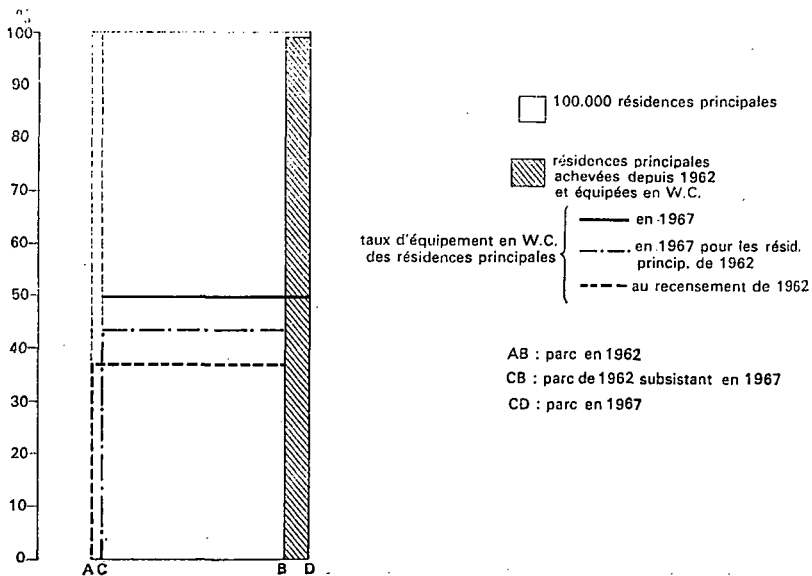 %
100
90
80
70
60
50
40
30
20
10
0
A C B D
100.000 résidences principales
résidences principales
achevées depuis 1962
et équipées en W.C.
taux d'équipement en W.C.
des résidences principales
en 1967
en 1967 pour les résid.
princip. de 1962
au recensement de 1962
AB : parc en 1962
CB : parc de 1962 subsistant en 1967
CD : parc en 1967